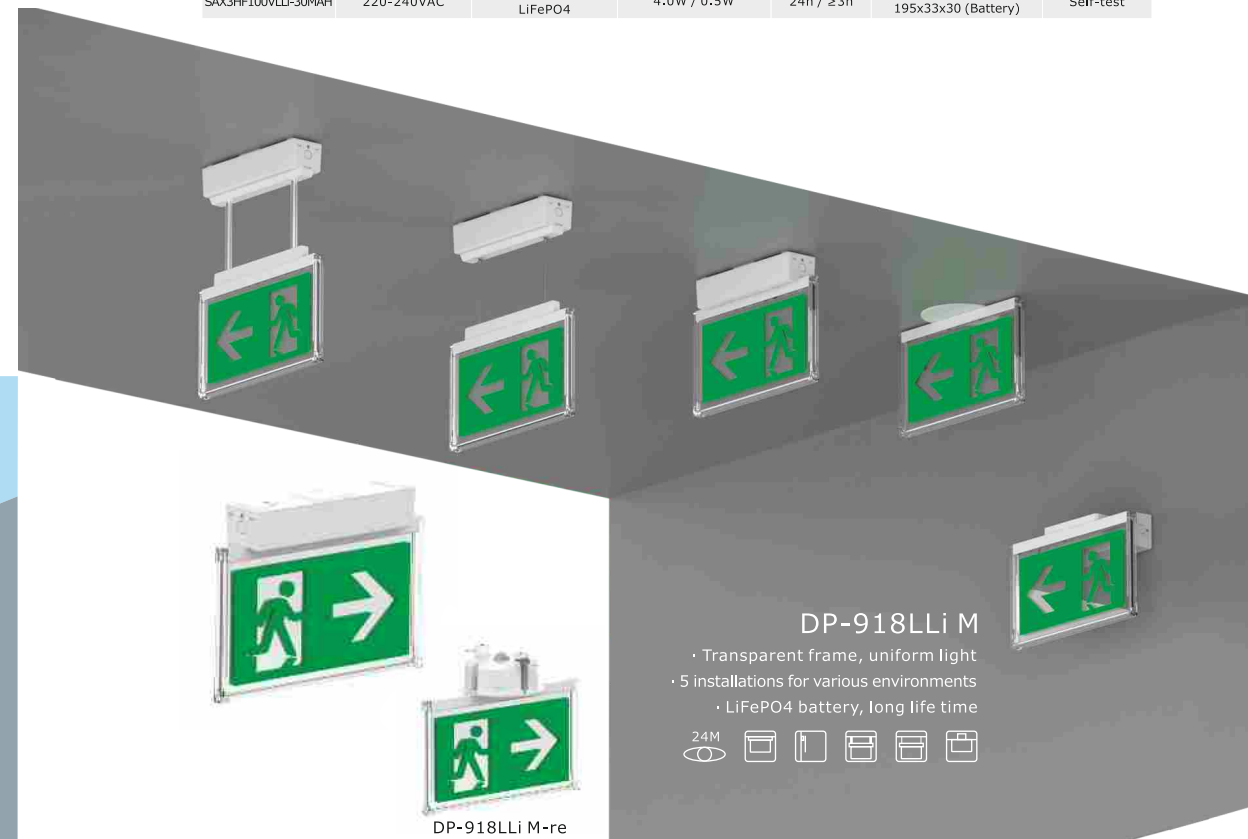 SAX3HF100VLLI-30MAH 220-240VAC LiFePO4 4.0W / 0.5W 24h / ≥3h 195x33x30 (Battery) Self-test
DP-918LLi M
· Transparent frame, uniform light
· 5 installations for various environments
· LiFePO4 battery, long life time
24M
DP-918LLi M-re